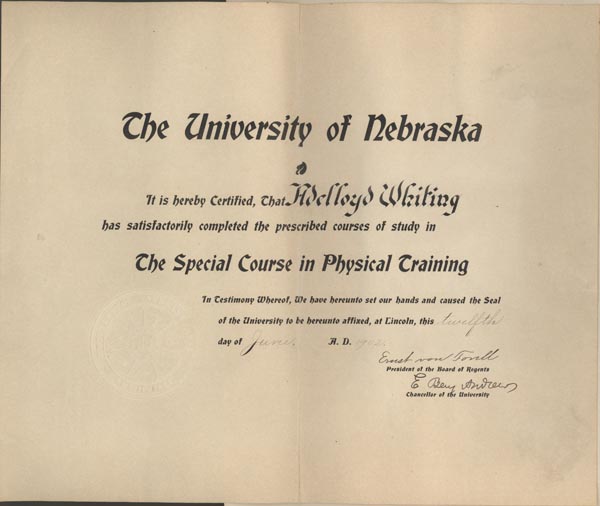 The University of Nebraska
It is hereby Certified, That Adelloyd Whiting
has satisfactorily completed the prescribed courses of study in
The Special Course in Physical Training
In Testimony Whereof, We have hereunto set our hands and caused the Seal
of the University to be hereunto affixed, at Lincoln, this twelfth
day of June A. D. 1902.
Ernst von Forell
President of the Board of Regents
E Benj Andrews
Chancellor of the University